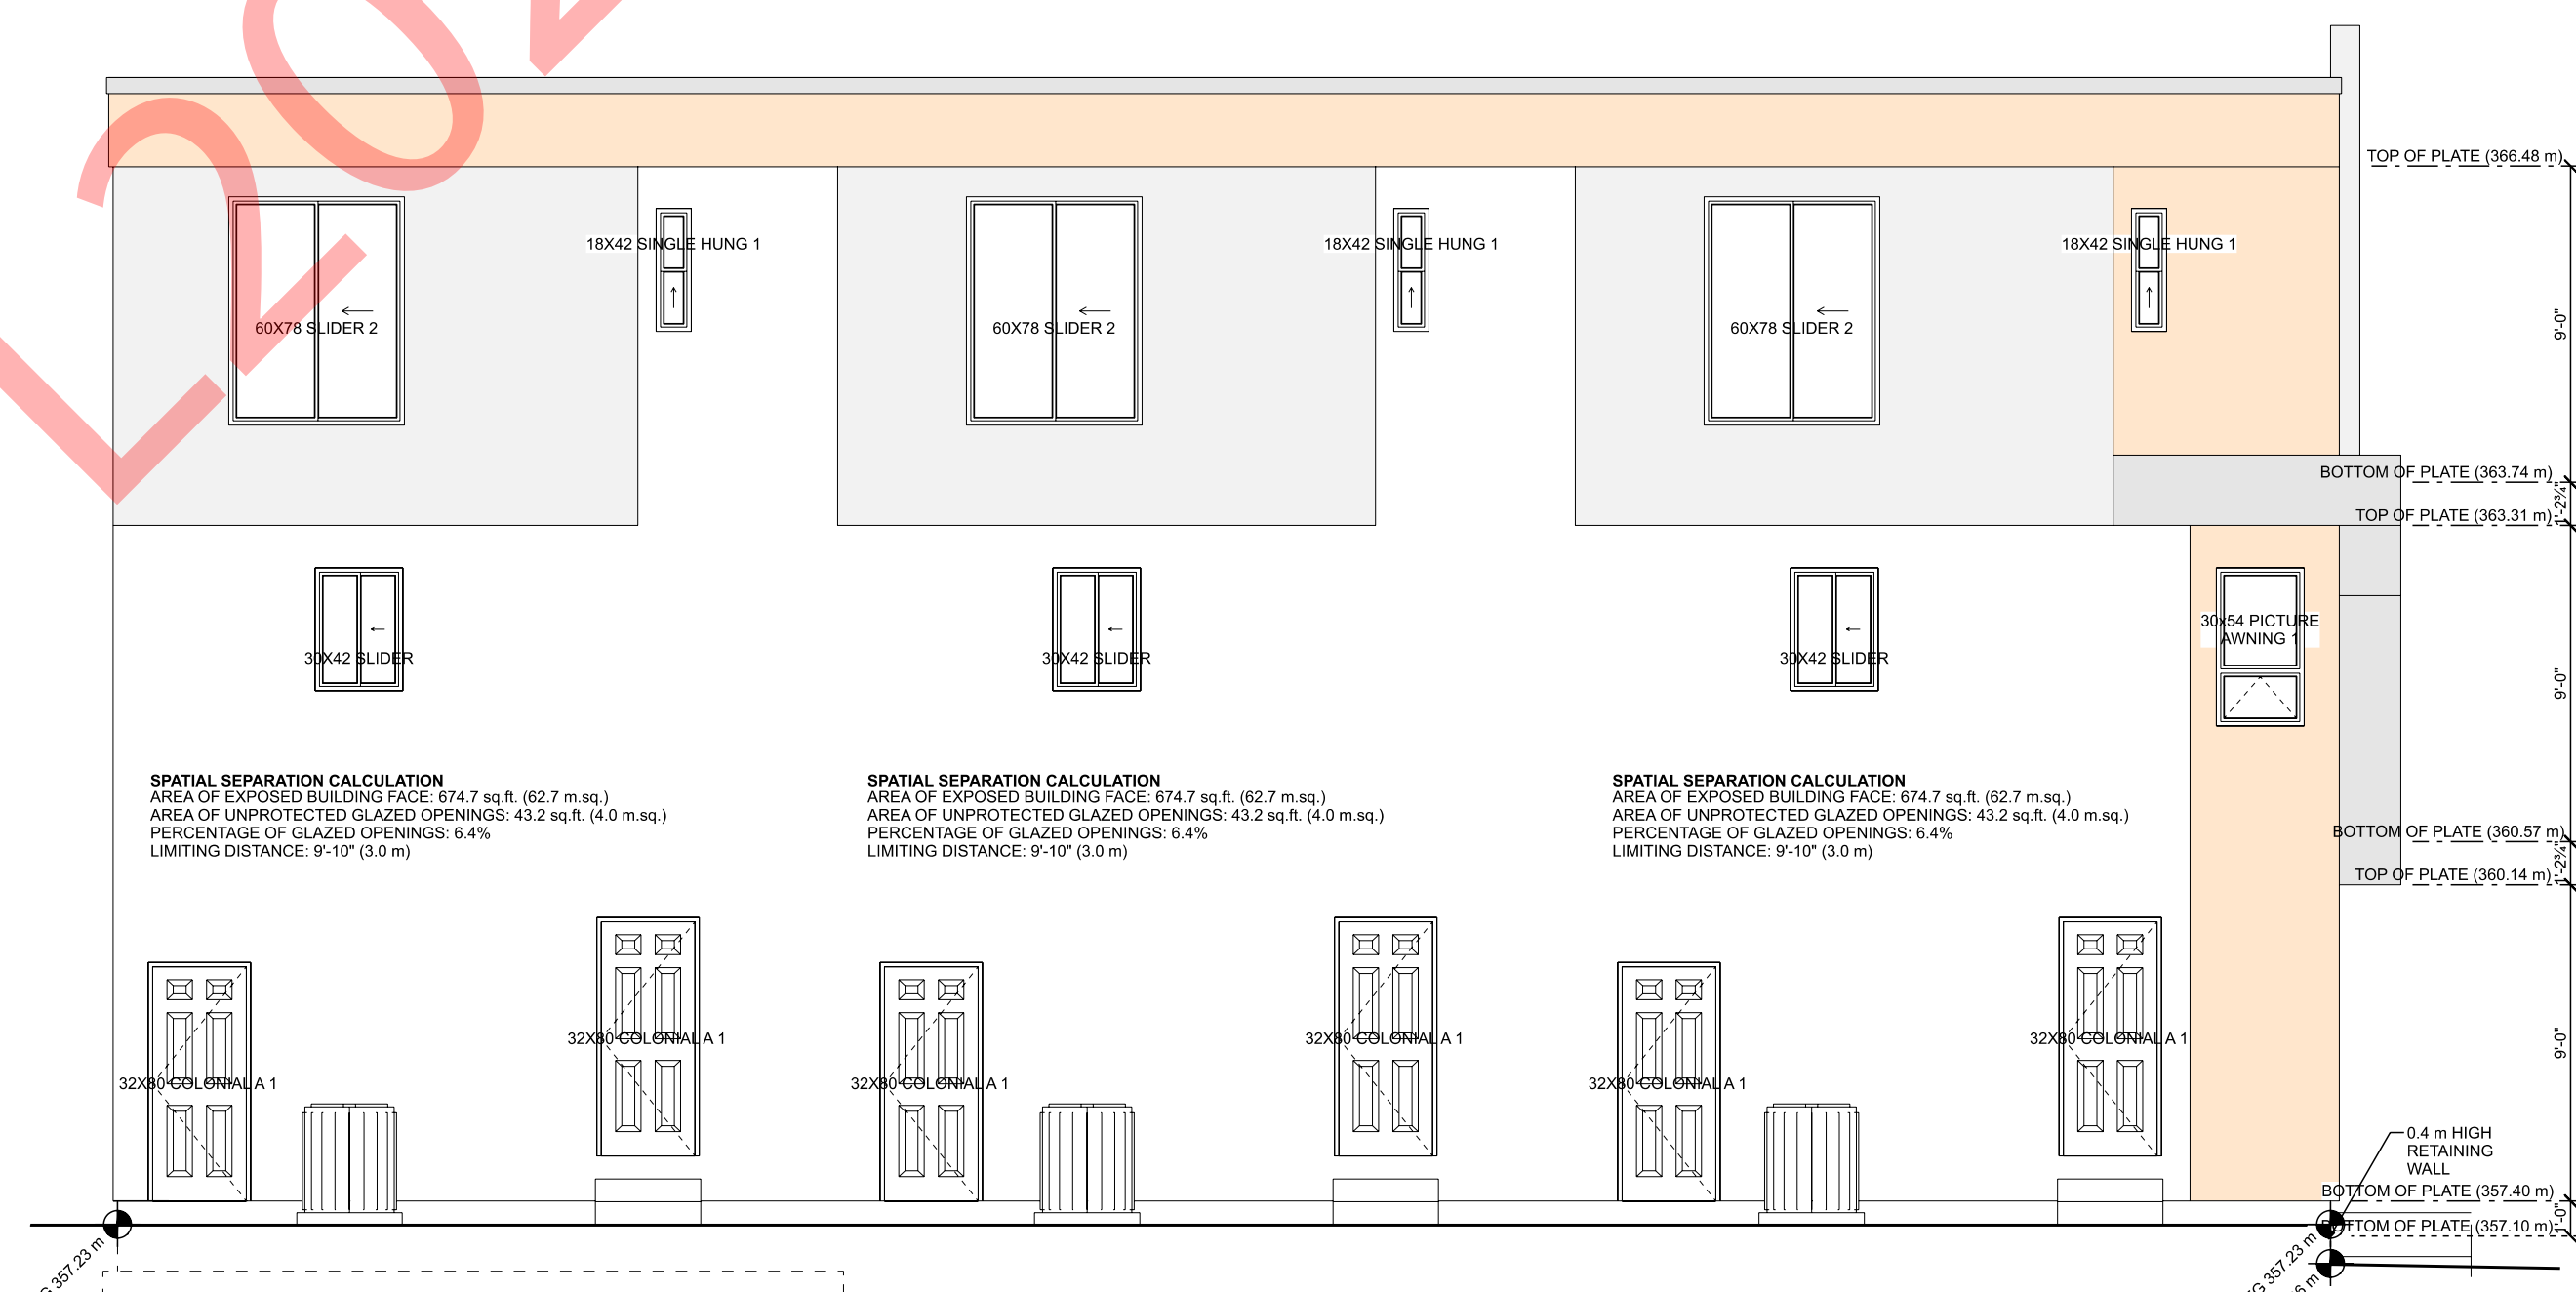 L202
TOP OF PLATE (366.48 m)
18X42 SINGLE HUNG 1
18X42 SINGLE HUNG 1
18X42 SINGLE HUNG 1
60X78 SLIDER 2
60X78 SLIDER 2
60X78 SLIDER 2
9'-0"
BOTTOM OF PLATE (363.74 m)
1'-2¾"
TOP OF PLATE (363.31 m)
30x54 PICTURE
AWNING 1
30X42 SLIDER
30X42 SLIDER
30X42 SLIDER
9'-0"
SPATIAL SEPARATION CALCULATION
AREA OF EXPOSED BUILDING FACE: 674.7 sq.ft. (62.7 m.sq.)
AREA OF UNPROTECTED GLAZED OPENINGS: 43.2 sq.ft. (4.0 m.sq.)
PERCENTAGE OF GLAZED OPENINGS: 6.4%
LIMITING DISTANCE: 9'-10" (3.0 m)
SPATIAL SEPARATION CALCULATION
AREA OF EXPOSED BUILDING FACE: 674.7 sq.ft. (62.7 m.sq.)
AREA OF UNPROTECTED GLAZED OPENINGS: 43.2 sq.ft. (4.0 m.sq.)
PERCENTAGE OF GLAZED OPENINGS: 6.4%
LIMITING DISTANCE: 9'-10" (3.0 m)
SPATIAL SEPARATION CALCULATION
AREA OF EXPOSED BUILDING FACE: 674.7 sq.ft. (62.7 m.sq.)
AREA OF UNPROTECTED GLAZED OPENINGS: 43.2 sq.ft. (4.0 m.sq.)
PERCENTAGE OF GLAZED OPENINGS: 6.4%
LIMITING DISTANCE: 9'-10" (3.0 m)
BOTTOM OF PLATE (360.57 m)
1'-2¾"
TOP OF PLATE (360.14 m)
32X80 COLONIAL A 1
32X80 COLONIAL A 1
32X80 COLONIAL A 1
9'-0"
32X80 COLONIAL A 1
32X80 COLONIAL A 1
32X80 COLONIAL A 1
0.4 m HIGH
RETAINING
WALL
BOTTOM OF PLATE (357.40 m)
1'-0"
BOTTOM OF PLATE (357.10 m)
G 357.23 m
G 357.23 m
6 m